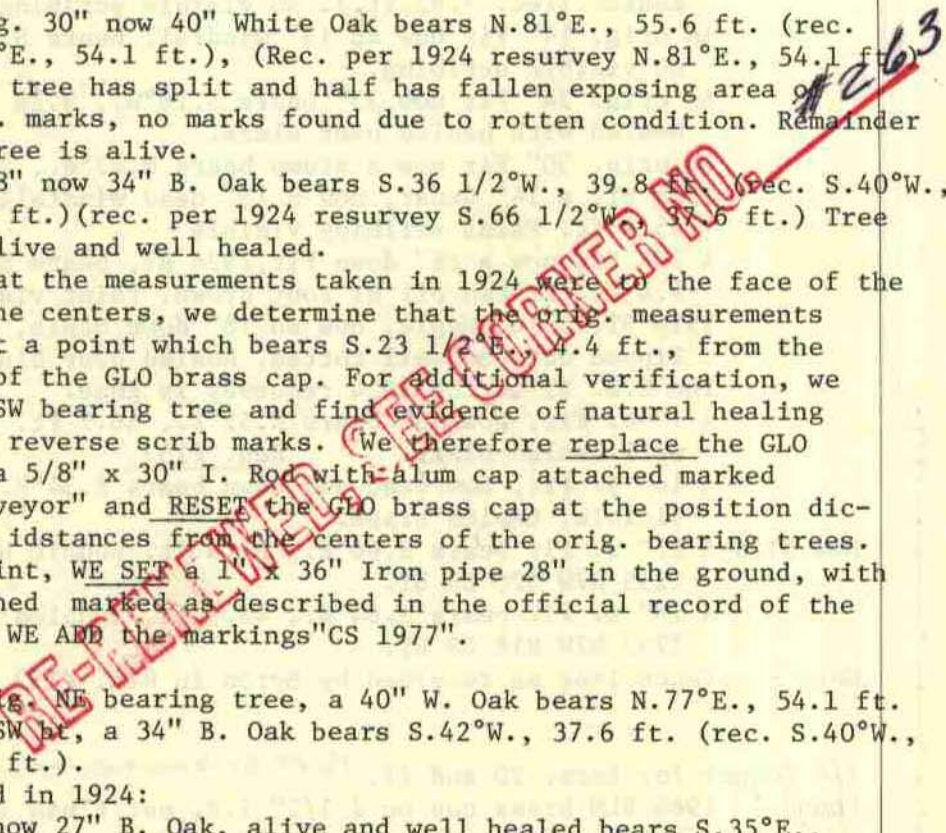 g. 30" now 40" White Oak bears N.81°E., 55.6 ft. (rec.
°E., 54.1 ft.), (Rec. per 1924 resurvey N.81°E., 54.1 ft.)
tree has split and half has fallen exposing area of
. marks, no marks found due to rotten condition. Remainder
ree is alive.
8" now 34" B. Oak bears S.36 1/2°W., 39.8 ft. (rec. S.40°W.,
ft.)(rec. per 1924 resurvey S.66 1/2°W., 37.6 ft.) Tree
live and well healed.
at the measurements taken in 1924 were to the face of the
he centers, we determine that the orig. measurements
t a point which bears S.23 1/2°E., 4.4 ft., from the
of the GLO brass cap. For additional verification, we
SW bearing tree and find evidence of natural healing
reverse scrib marks. We therefore replace the GLO
a 5/8" x 30" I. Rod with alum cap attached marked
veyor" and RESET the GLO brass cap at the position dic-
idstances from the centers of the orig. bearing trees.
int, WE SET a 1" x 36" Iron pipe 28" in the ground, with
hed marked as described in the official record of the
WE ADD the markings"CS 1977".
ig. NE bearing tree, a 40" W. Oak bears N.77°E., 54.1 ft.
SW bt, a 34" B. Oak bears S.42°W., 37.6 ft. (rec. S.40°W.,
ft.).
d in 1924:
now 27" B. Oak, alive and well healed bears S.35°E.,
RE-REMEWED. SEE CORNER NO. #263